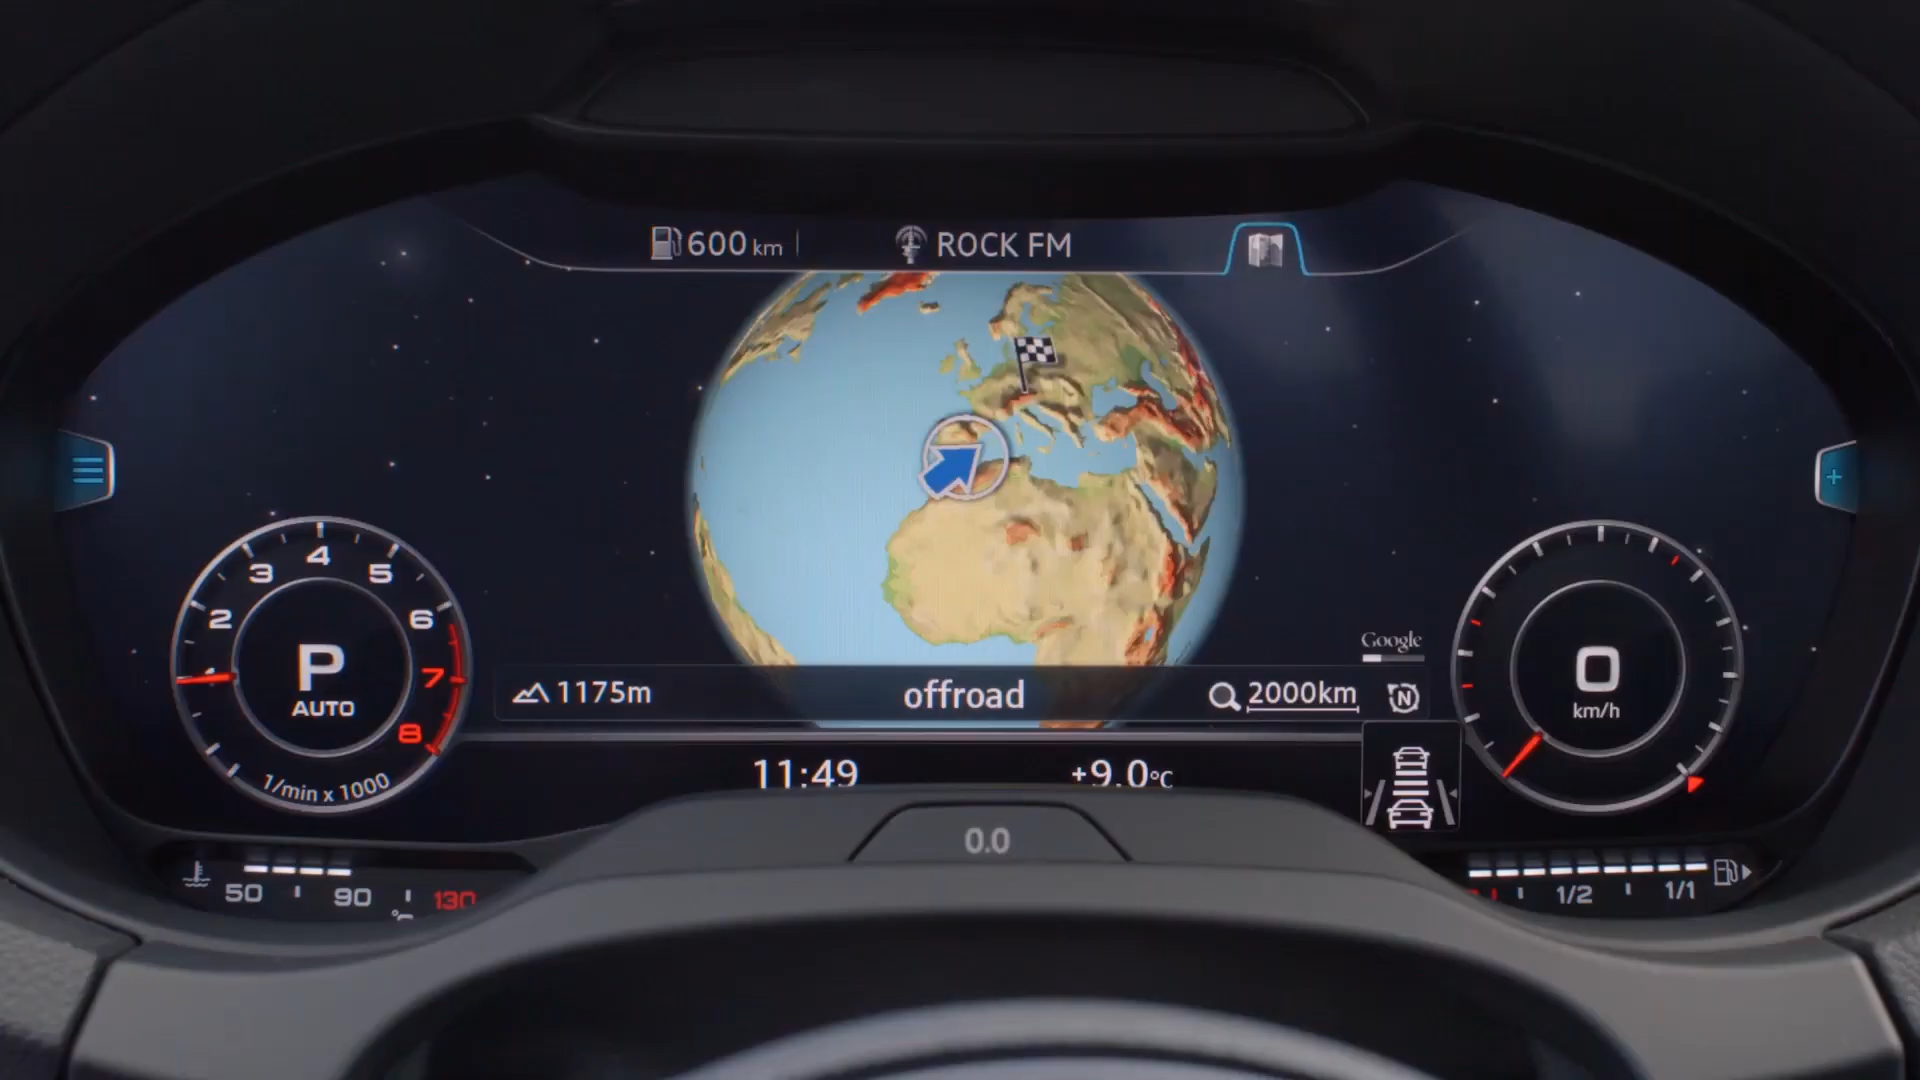 600 km
ROCK FM
Google
1175m
offroad
2000km
N
1
2
3
4
5
6
7
8
P
AUTO
1/min x 1000
0
km/h
11:49
+9.0°C
0.0
50
90
130
°C
1/2
1/1